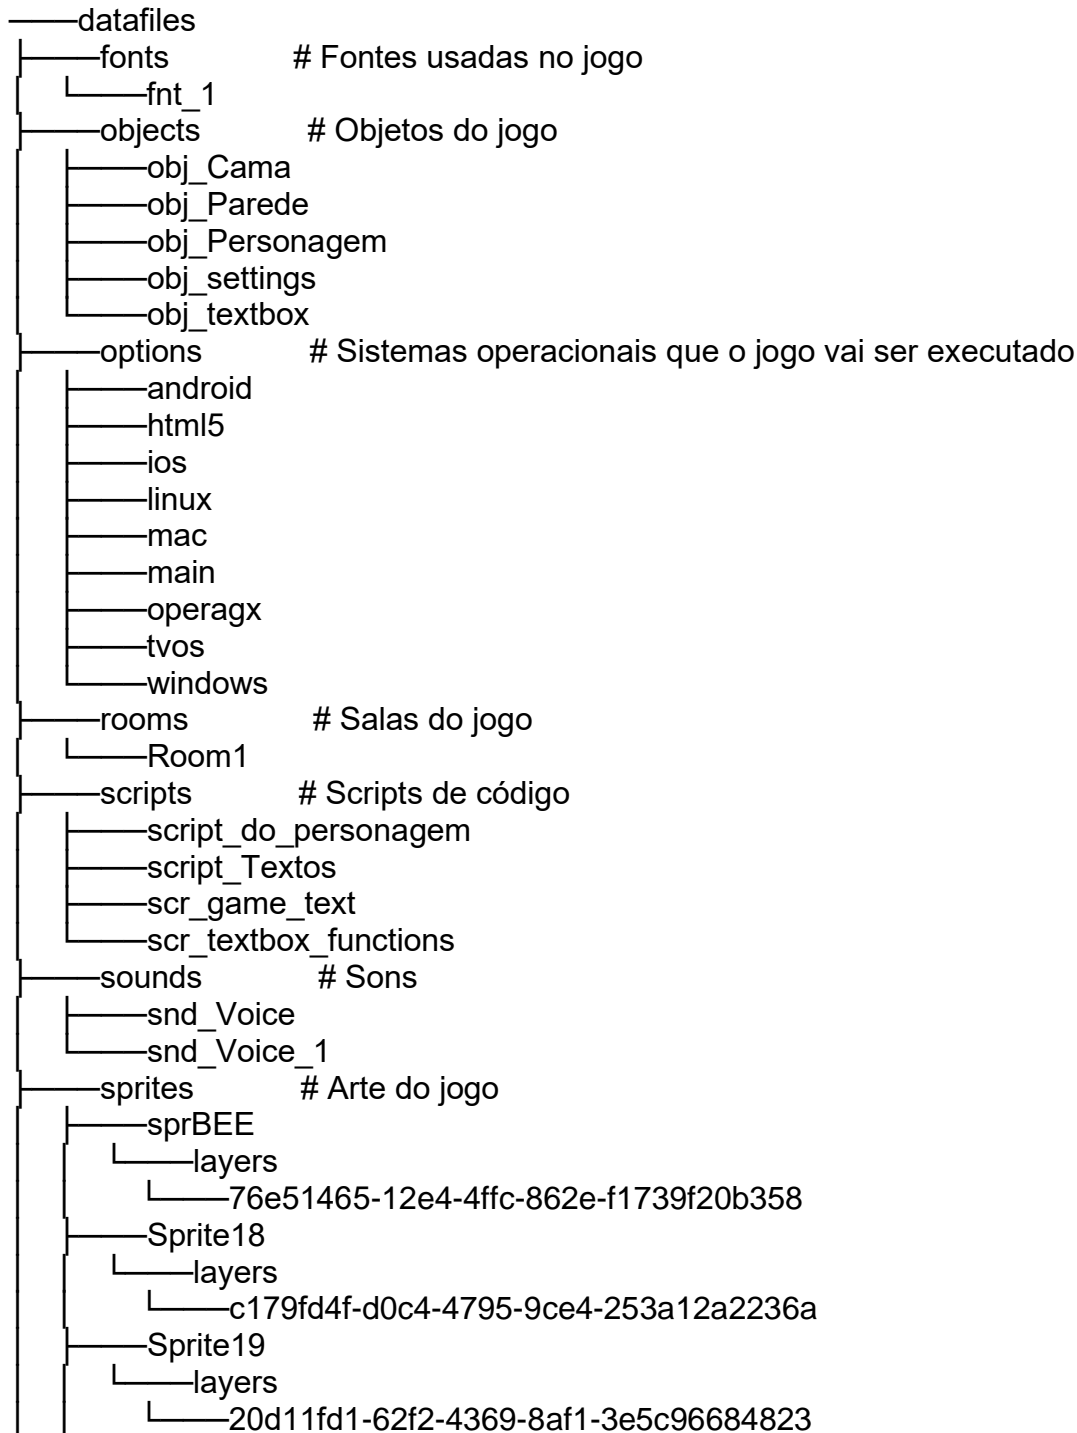 datafiles
fonts # Fontes usadas no jogo
fnt_1
objects # Objetos do jogo
obj_Cama
obj_Parede
obj_Personagem
obj_settings
obj_textbox
options # Sistemas operacionais que o jogo vai ser executado
android
html5
ios
linux
mac
main
operagx
tvos
windows
rooms # Salas do jogo
Room1
scripts # Scripts de código
script_do_personagem
script_Textos
scr_game_text
scr_textbox_functions
sounds # Sons
snd_Voice
snd_Voice_1
sprites # Arte do jogo
sprBEE
layers
76e51465-12e4-4ffc-862e-f1739f20b358
Sprite18
layers
c179fd4f-d0c4-4795-9ce4-253a12a2236a
Sprite19
layers
20d11fd1-62f2-4369-8af1-3e5c96684823